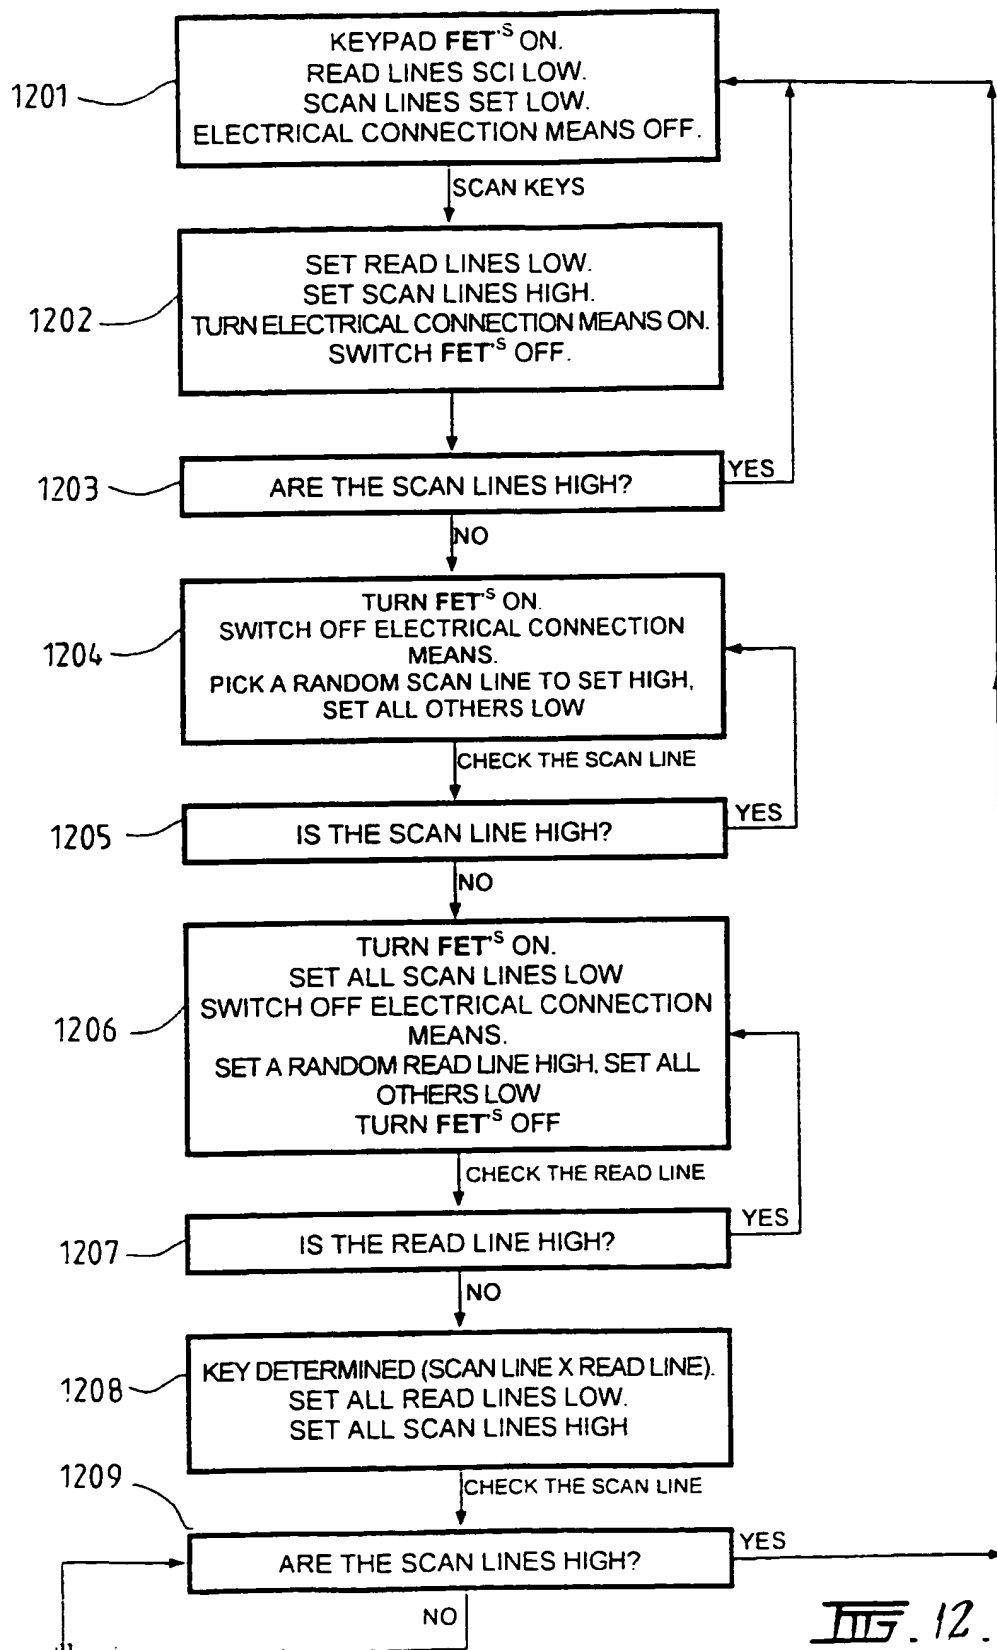 KEYPAD FET'S ON.
READ LINES SCI LOW.
SCAN LINES SET LOW.
ELECTRICAL CONNECTION MEANS OFF.
1201
SCAN KEYS
SET READ LINES LOW.
SET SCAN LINES HIGH.
TURN ELECTRICAL CONNECTION MEANS ON.
SWITCH FET'S OFF.
1202
ARE THE SCAN LINES HIGH?
YES
1203
NO
TURN FET'S ON.
SWITCH OFF ELECTRICAL CONNECTION
MEANS.
PICK A RANDOM SCAN LINE TO SET HIGH,
SET ALL OTHERS LOW
1204
CHECK THE SCAN LINE
IS THE SCAN LINE HIGH?
YES
1205
NO
TURN FET'S ON.
SET ALL SCAN LINES LOW
SWITCH OFF ELECTRICAL CONNECTION
MEANS.
SET A RANDOM READ LINE HIGH, SET ALL
OTHERS LOW
TURN FET'S OFF
1206
CHECK THE READ LINE
IS THE READ LINE HIGH?
YES
1207
NO
KEY DETERMINED (SCAN LINE X READ LINE).
SET ALL READ LINES LOW.
SET ALL SCAN LINES HIGH
1208
CHECK THE SCAN LINE
1209
ARE THE SCAN LINES HIGH?
YES
NO
FIG. 12.